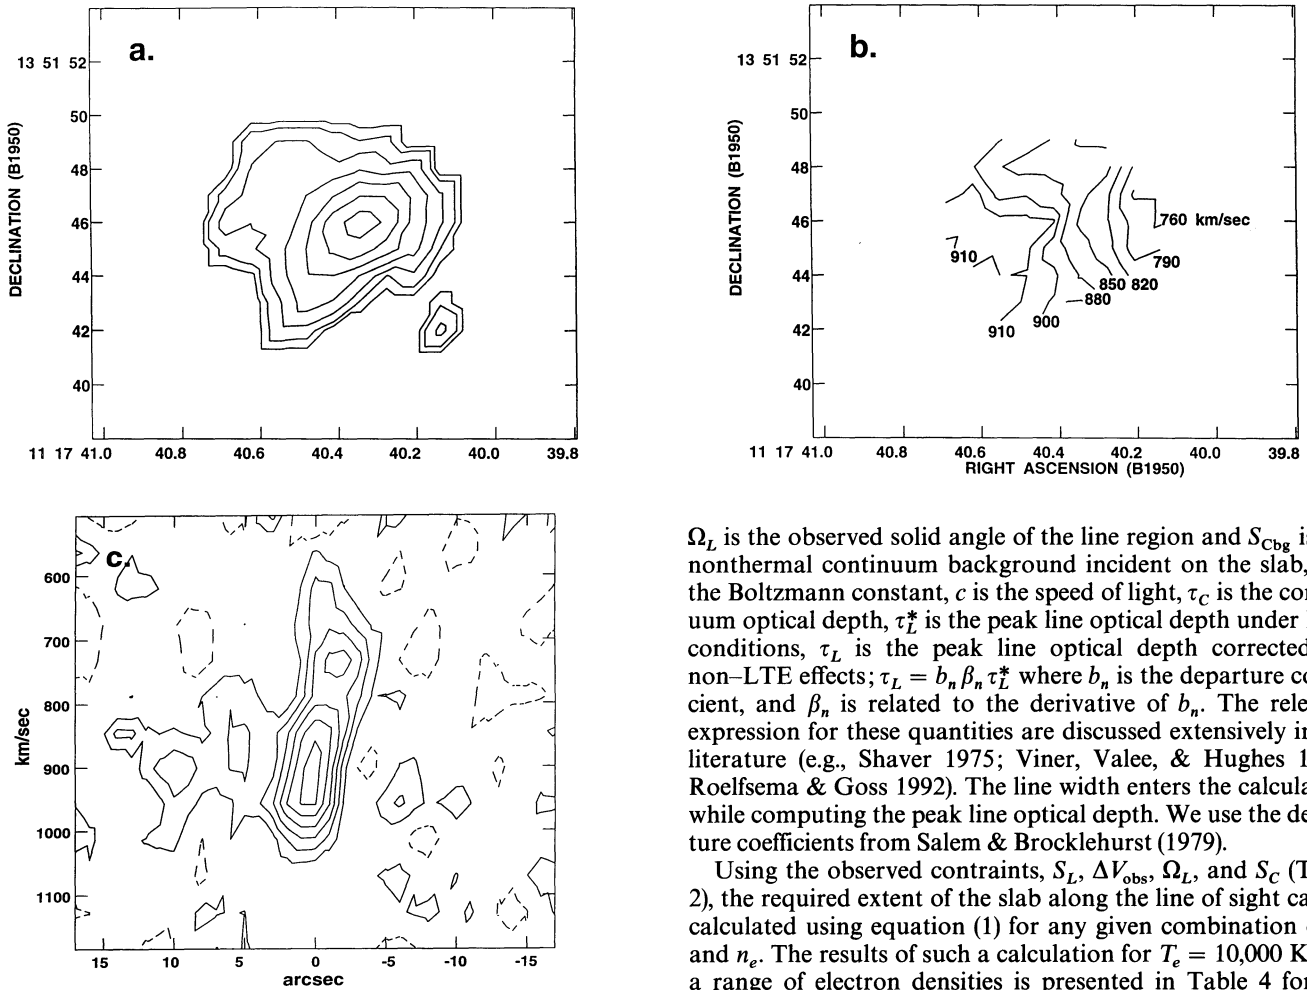 a.
13 51 52
50
48
46
44
42
40
DECLINATION (B1950)
11 17 41.0 40.8 40.6 40.4 40.2 40.0 39.8
b.
13 51 52
50
48
46
44
42
40
DECLINATION (B1950)
760 km/sec
790
910
850 820
880
900
910
11 17 41.0 40.8 40.6 40.4 40.2 40.0 39.8
RIGHT ASCENSION (B1950)
c.
600
700
800
900
1000
1100
km/sec
15 10 5 0 -5 -10 -15
arcsec
Ω_L is the observed solid angle of the line region and S_Cbg
nonthermal continuum background incident on the slab,
the Boltzmann constant, c is the speed of light, τ_C is the
uum optical depth, τ*_L is the peak line optical depth under
conditions, τ_L is the peak line optical depth corrected
non–LTE effects; τ_L = b_n β_n τ*_L where b_n is the departure
cient, and β_n is related to the derivative of b_n. The
expression for these quantities are discussed extensively
literature (e.g., Shaver 1975; Viner, Valee, & Hughes
Roelfsema & Goss 1992). The line width enters the
while computing the peak line optical depth. We use the
ture coefficients from Salem & Brocklehurst (1979).
Using the observed contraints, S_L, ΔV_obs, Ω_L, and S_C
2), the required extent of the slab along the line of sight
calculated using equation (1) for any given combination
and n_e. The results of such a calculation for T_e = 10,000 K
a range of electron densities is presented in Table 4